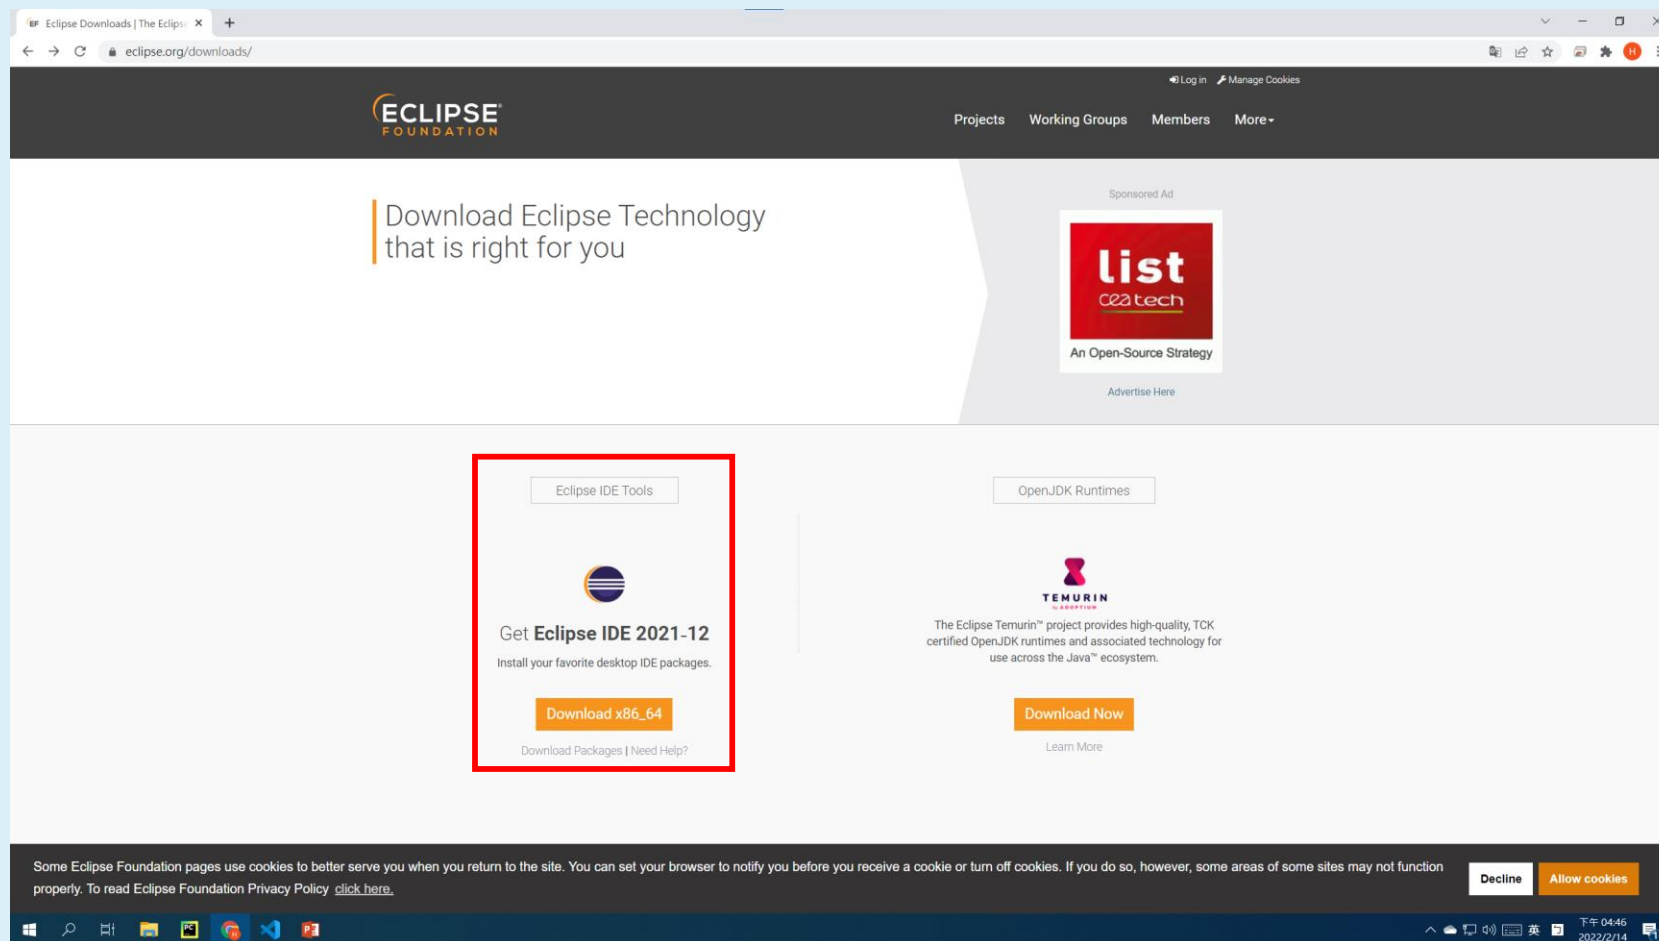 EF Eclipse Downloads | The Eclips
eclipse.org/downloads/
H
Log in Manage Cookies
ECLIPSE
FOUNDATION
Projects Working Groups Members More
Download Eclipse Technology
that is right for you
Sponsored Ad
list
cea tech
An Open-Source Strategy
Advertise Here
Eclipse IDE Tools
Get Eclipse IDE 2021-12
Install your favorite desktop IDE packages.
Download x86_64
Download Packages | Need Help?
OpenJDK Runtimes
TEMURIN
by ADOPTIUM
The Eclipse Temurin™ project provides high-quality, TCK
certified OpenJDK runtimes and associated technology for
use across the Java™ ecosystem.
Download Now
Learn More
Some Eclipse Foundation pages use cookies to better serve you when you return to the site. You can set your browser to notify you before you receive a cookie or turn off cookies. If you do so, however, some areas of some sites may not function
properly. To read Eclipse Foundation Privacy Policy click here.
Decline Allow cookies
PC
英
下午 04:46
2022/2/14